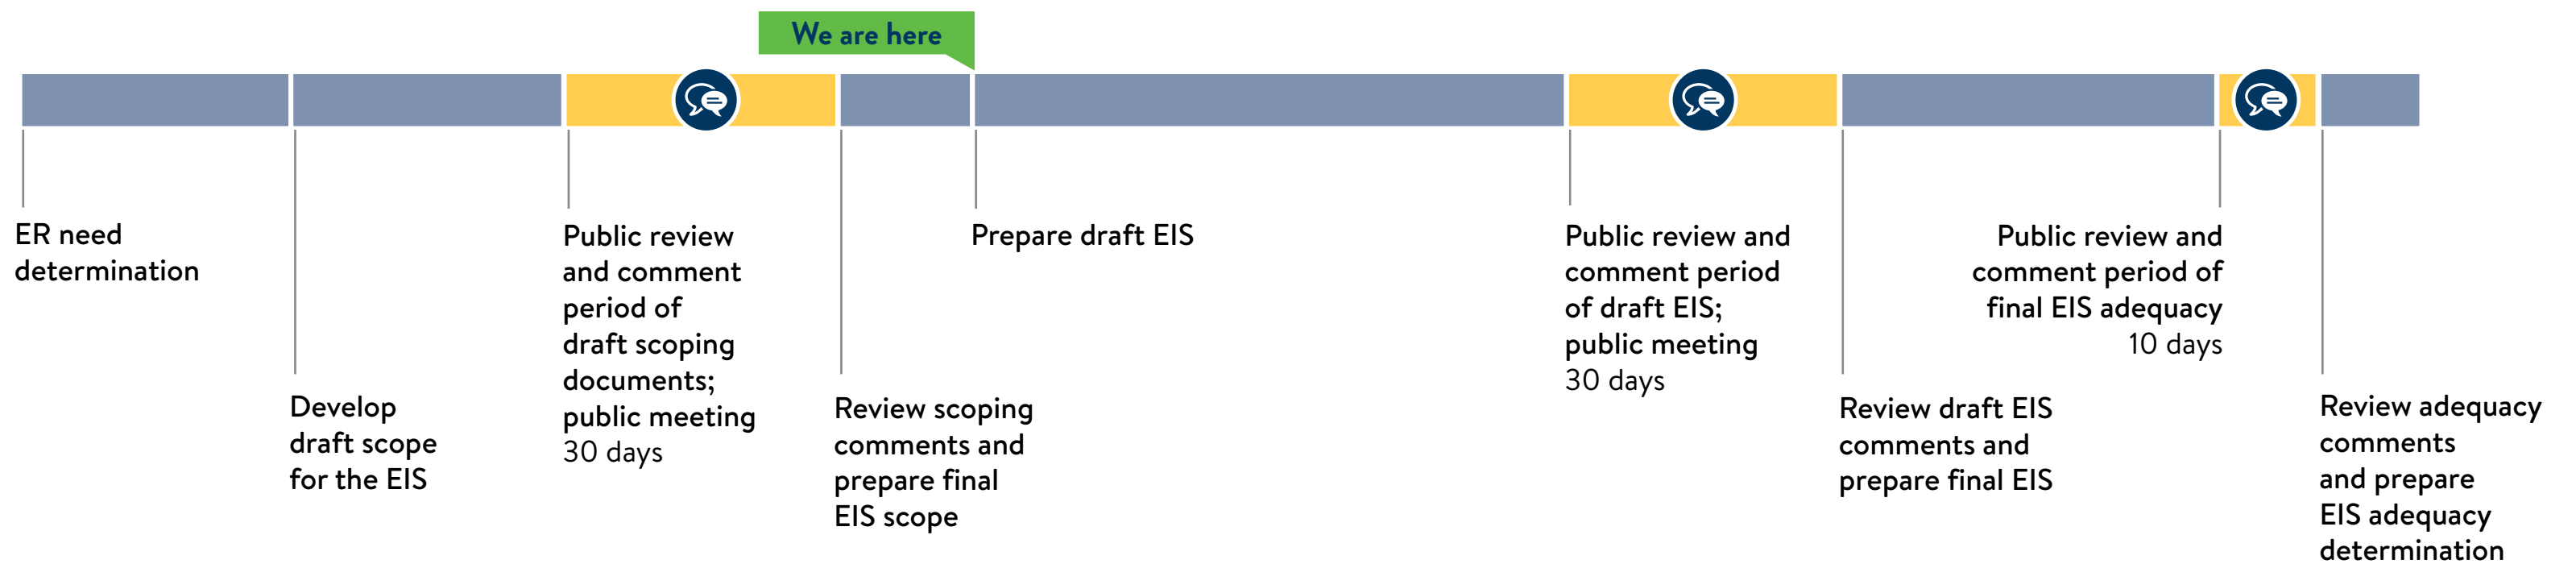 We are here
ER need
determination
Develop
draft scope
for the EIS
Public review
and comment
period of
draft scoping
documents;
public meeting
30 days
Review scoping
comments and
prepare final
EIS scope
Prepare draft EIS
Public review and
comment period
of draft EIS;
public meeting
30 days
Review draft EIS
comments and
prepare final EIS
Public review and
comment period of
final EIS adequacy
10 days
Review adequacy
comments
and prepare
EIS adequacy
determination